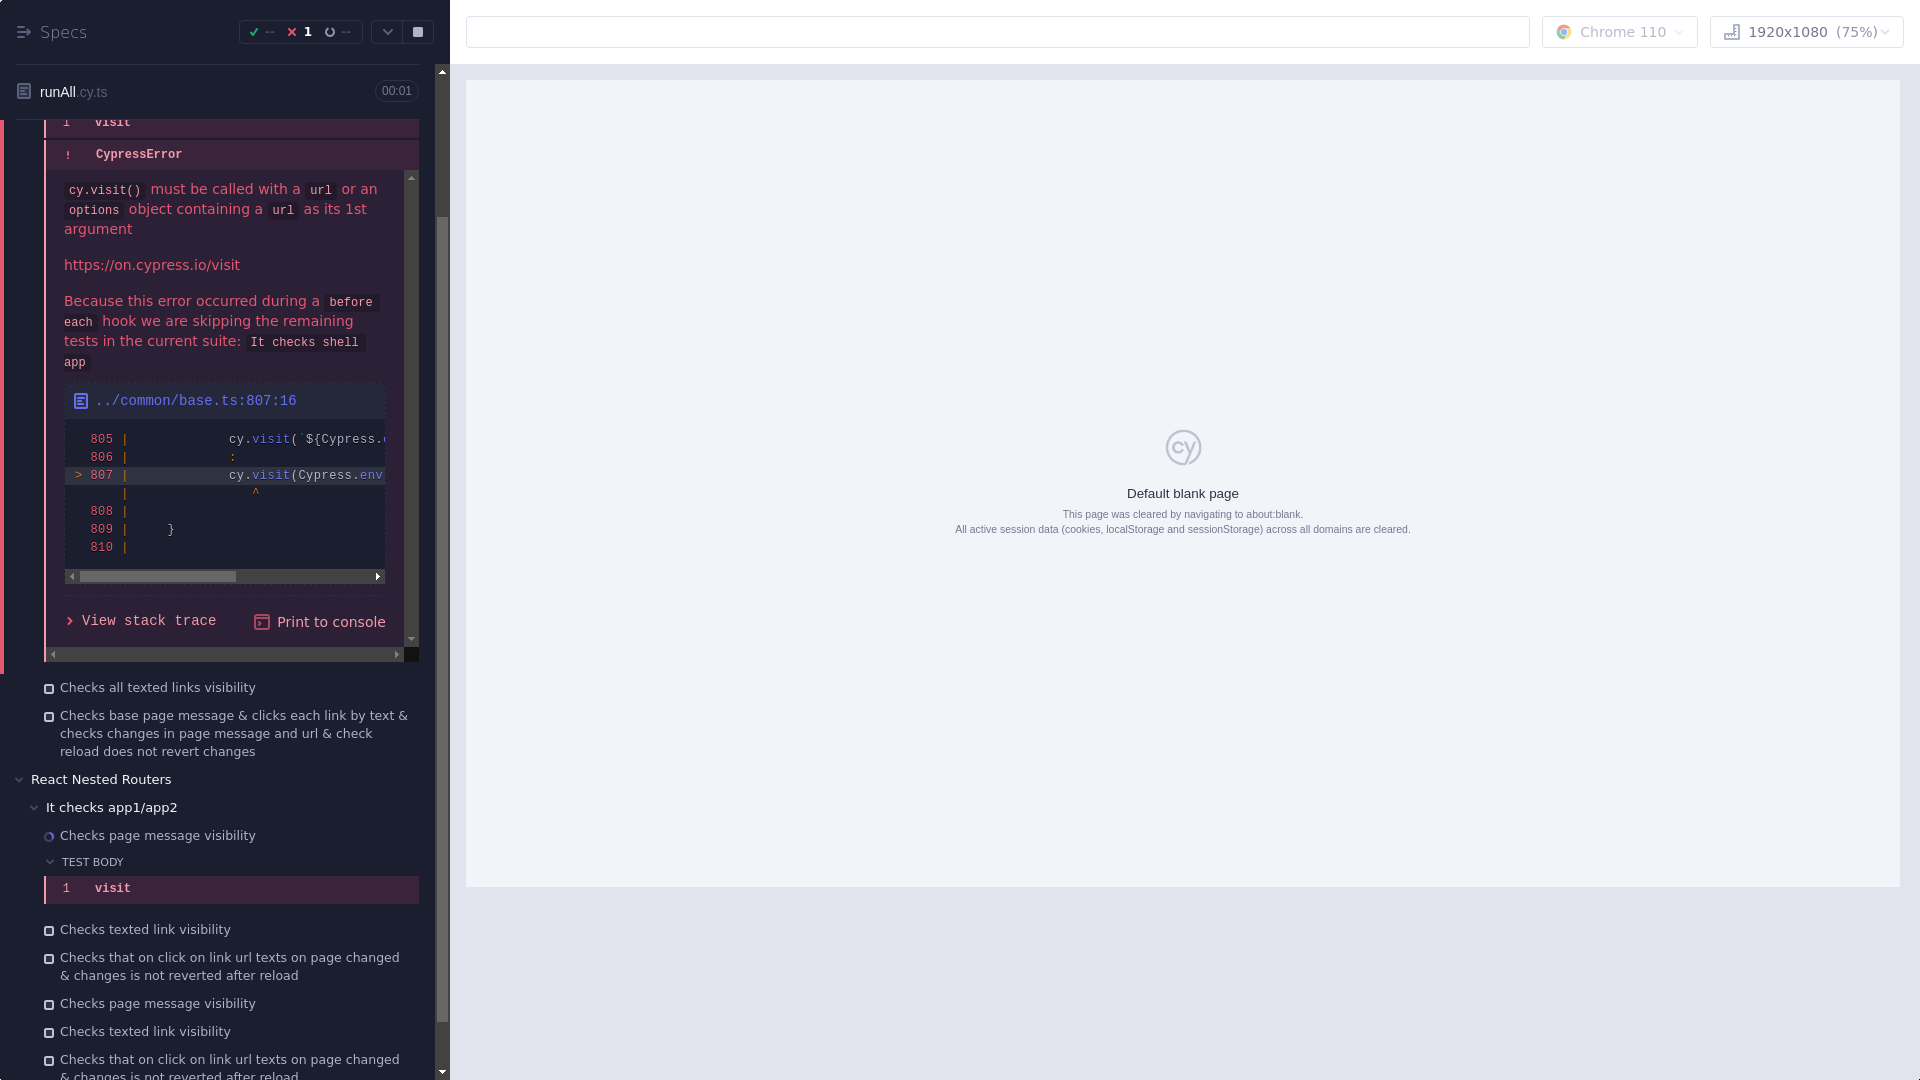 Specs
-- 1 --
Chrome 110
1920x1080 (75%)
runAll.cy.ts
00:01
1 visit
! CypressError
cy.visit() must be called with a url or an
options object containing a url as its 1st
argument
https://on.cypress.io/visit
Because this error occurred during a before
each hook we are skipping the remaining
tests in the current suite: It checks shell
app
../common/base.ts:807:16
805 | cy.visit(`${Cypress.
806 | :
> 807 | cy.visit(Cypress.env
| ^
808 |
809 | }
810 |
View stack trace
Print to console
Checks all texted links visibility
Checks base page message & clicks each link by text &
checks changes in page message and url & check
reload does not revert changes
React Nested Routers
It checks app1/app2
Checks page message visibility
TEST BODY
1 visit
Checks texted link visibility
Checks that on click on link url texts on page changed
& changes is not reverted after reload
Checks page message visibility
Checks texted link visibility
Checks that on click on link url texts on page changed
& changes is not reverted after reload
cy
Default blank page
This page was cleared by navigating to about:blank.
All active session data (cookies, localStorage and sessionStorage) across all domains are cleared.